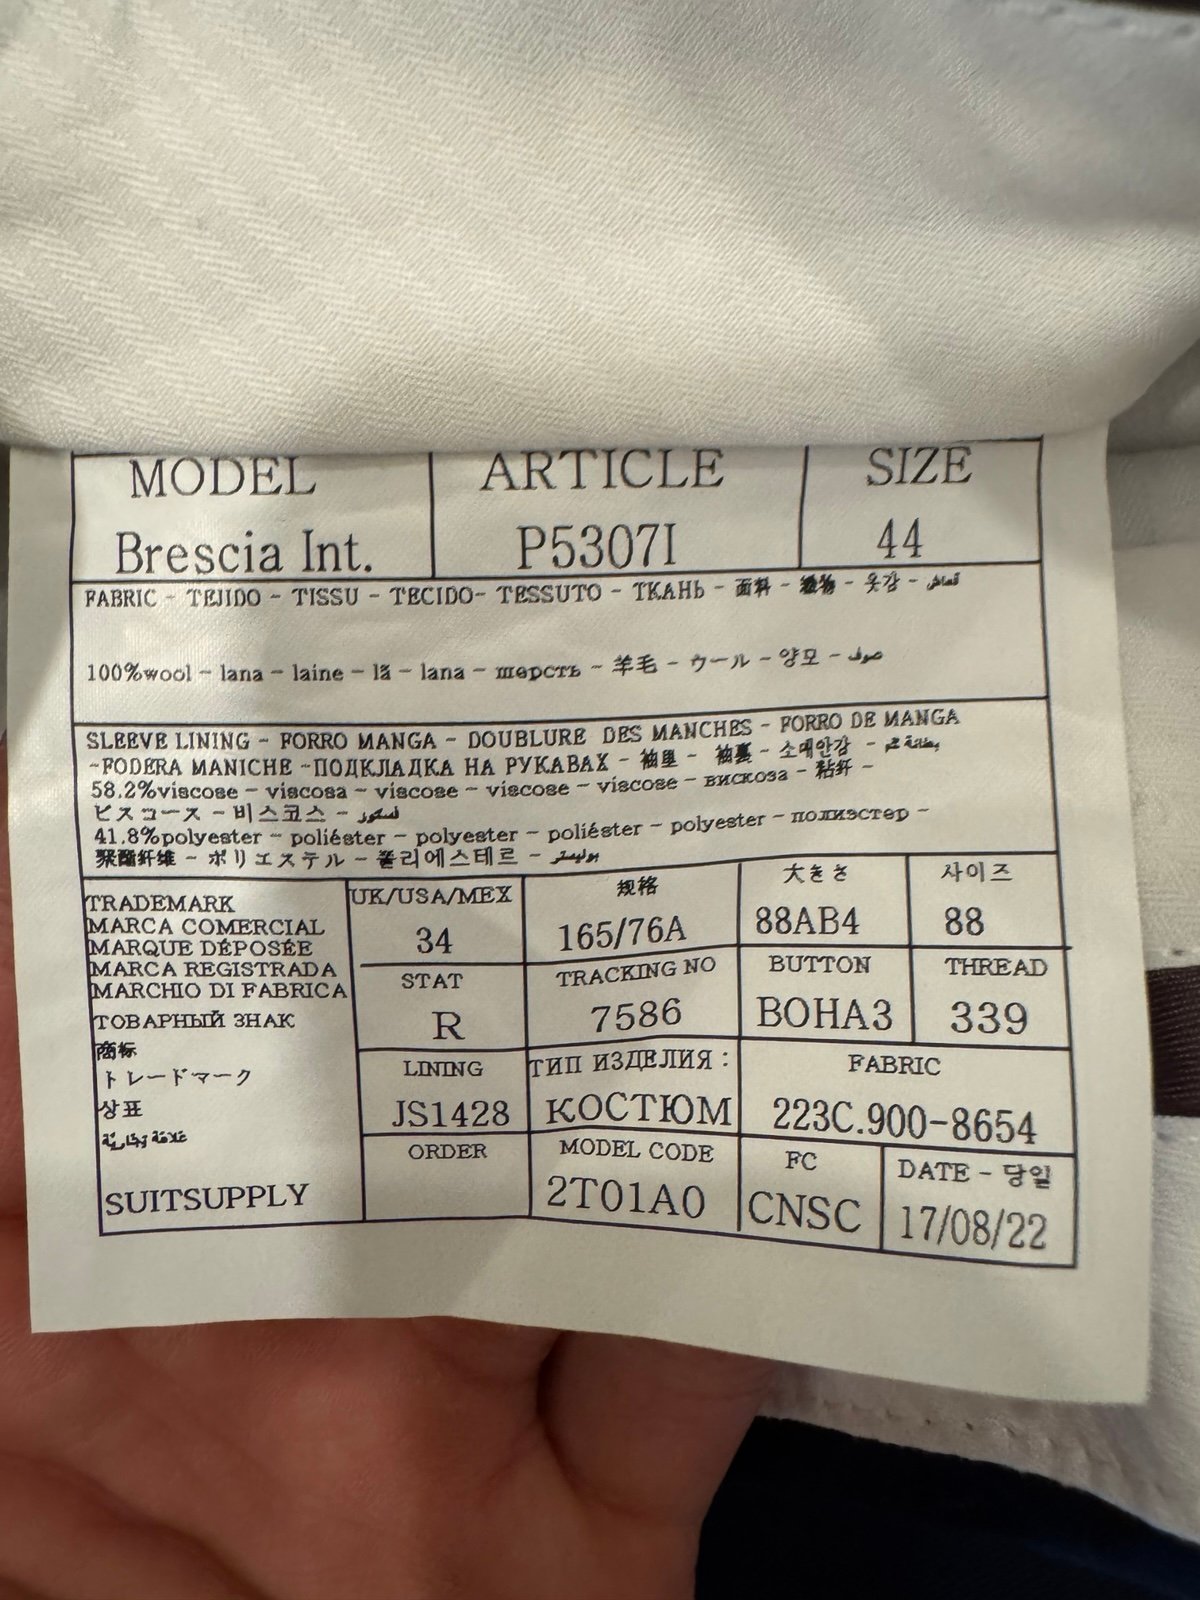 MODEL ARTICLE SIZE
Brescia Int. P5307I 44
FABRIC - TEJIDO - TISSU - TECIDO- TESSUTO - ТКАНЬ - 面料 - 織物 - 옷감 - قماش
100%wool - lana - laine - lã - lana - шерсть - 羊毛 - ウール - 양모 - صوف
SLEEVE LINING - FORRO MANGA - DOUBLURE DES MANCHES - FORRO DE MANGA
-FODERA MANICHE -ПОДКЛАДКА НА РУКАВАХ - 袖里 - 袖裏 - 소매안감 - بطانة كم
58.2%viscose - viscosa - viscose - viscose - viscose - вискоза - 粘纤 -
ビスコース - 비스코스 -
41.8%polyester - poliéster - polyester - poliéster - polyester - полиэстер -
聚酯纤维 - ポリエステル - 폴리에스테르 - بوليستر
TRADEMARK
MARCA COMERCIAL
MARQUE DÉPOSÉE
MARCA REGISTRADA
MARCHIO DI FABRICA
ТОВАРНЫЙ ЗНАК
商标
トレードマーク
상표
علامة تجارية
SUITSUPPLY
UK/USA/MEX 规格 大きさ 사이즈
34 165/76A 88AB4 88
STAT TRACKING NO BUTTON THREAD
R 7586 BOHA3 339
LINING ТИП ИЗДЕЛИЯ : FABRIC
JS1428 КОСТЮМ 223C.900-8654
ORDER MODEL CODE FC DATE - 당일
2T01A0 CNSC 17/08/22